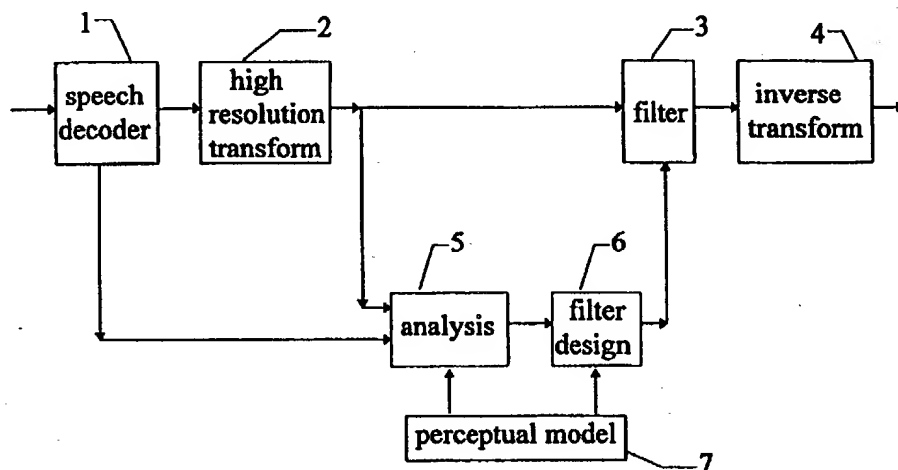 1
2
3
4
speech
decoder
high
resolution
transform
filter
inverse
transform
5
6
analysis
filter
design
perceptual model
7